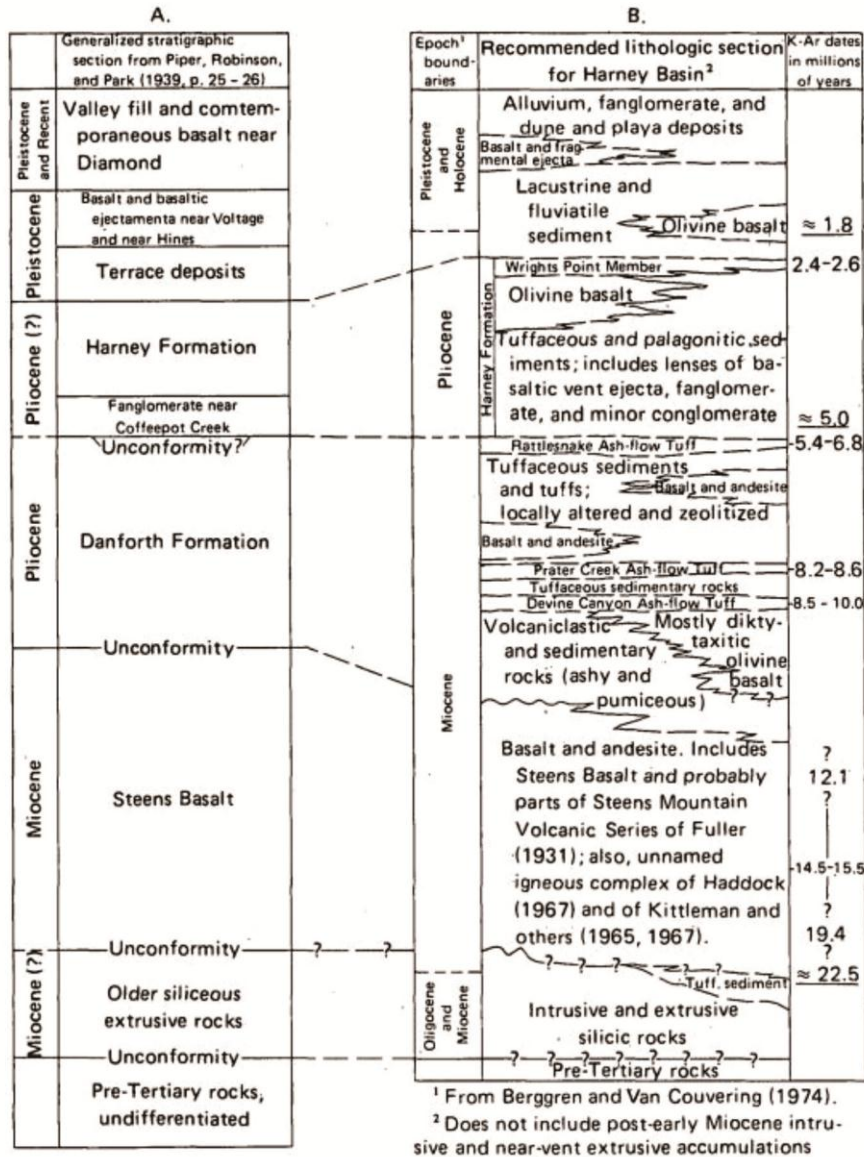 A.
Generalized stratigraphic
section from Piper, Robinson,
and Park (1939, p. 25 - 26)
Pleistocene
and Recent
Valley fill and comtem-
poraneous basalt near
Diamond
Pleistocene
Basalt and basaltic
ejectamenta near Voltage
and near Hines
Terrace deposits
Pliocene (?)
Harney Formation
Fanglomerate near
Coffeepot Creek
Unconformity?
Pliocene
Danforth Formation
Unconformity
Miocene
Steens Basalt
Unconformity
? ?
Miocene (?)
Older siliceous
extrusive rocks
Unconformity
Pre-Tertiary rocks,
undifferentiated
B.
Epoch¹
bound-
aries
Recommended lithologic section
for Harney Basin²
K-Ar dates
in millions
of years
Pleistocene
and
Holocene
Alluvium, fanglomerate, and
dune and playa deposits
Basalt and frag-
mental ejecta
Lacustrine and
fluviatile
sediment
Olivine basalt
≈ 1.8
Pliocene
Harney Formation
Wrights Point Member
2.4-2.6
Olivine basalt
Tuffaceous and palagonitic sed-
iments; includes lenses of ba-
saltic vent ejecta, fanglomer-
ate, and minor conglomerate
≈ 5.0
Miocene
Rattlesnake Ash-flow Tuff
-5.4-6.8
Tuffaceous sediments
and tuffs;
Basalt and andesite
locally altered and zeolitized
Basalt and andesite
Prater Creek Ash-flow Tuff
-8.2-8.6
Tuffaceous sedimentary rocks
Devine Canyon Ash-flow Tuff
-8.5 - 10.0
Volcaniclastic
and sedimentary
rocks (ashy and
pumiceous)
Mostly dikty-
taxitic
olivine
basalt
? ?
Basalt and andesite. Includes
Steens Basalt and probably
parts of Steens Mountain
Volcanic Series of Fuller
(1931); also, unnamed
igneous complex of Haddock
(1967) and of Kittleman and
others (1965, 1967).
?
12.1
?
-14.5-15.5
?
19.4
?
? ? ? ?
Tuff. sediment
≈ 22.5
Oligocene
and
Miocene
Intrusive and extrusive
silicic rocks
? ? ? ? ? ? ? ?
Pre-Tertiary rocks
¹ From Berggren and Van Couvering (1974).
² Does not include post-early Miocene intru-
sive and near-vent extrusive accumulations